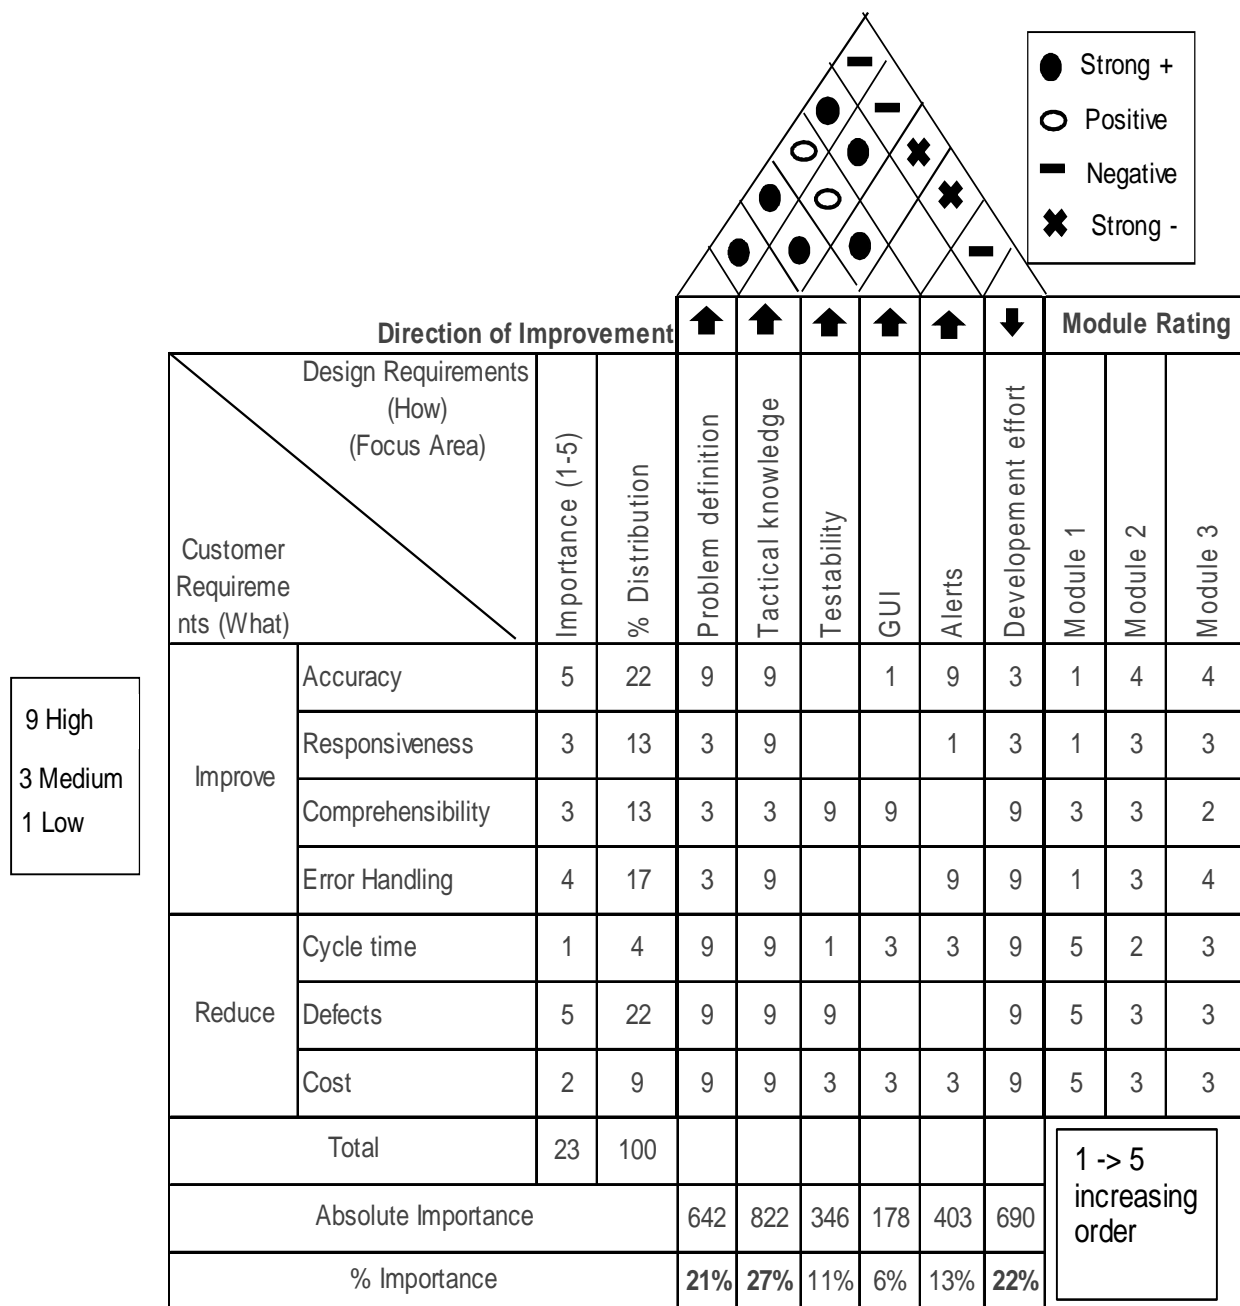 Strong +
Positive
Negative
Strong -
Direction of Improvement
Module Rating
Design Requirements
(How)
(Focus Area)
Customer
Requireme
nts (What)
Importance (1-5)
% Distribution
Problem definition
Tactical knowledge
Testability
GUI
Alerts
Developement effort
Module 1
Module 2
Module 3
9 High
3 Medium
1 Low
Improve
Accuracy 5 22 9 9 1 9 3 1 4 4
Responsiveness 3 13 3 9 1 3 1 3 3
Comprehensibility 3 13 3 3 9 9 9 3 3 2
Error Handling 4 17 3 9 9 9 1 3 4
Reduce
Cycle time 1 4 9 9 1 3 3 9 5 2 3
Defects 5 22 9 9 9 9 5 3 3
Cost 2 9 9 9 3 3 3 9 5 3 3
Total 23 100
Absolute Importance 642 822 346 178 403 690
% Importance 21% 27% 11% 6% 13% 22%
1 -> 5
increasing
order